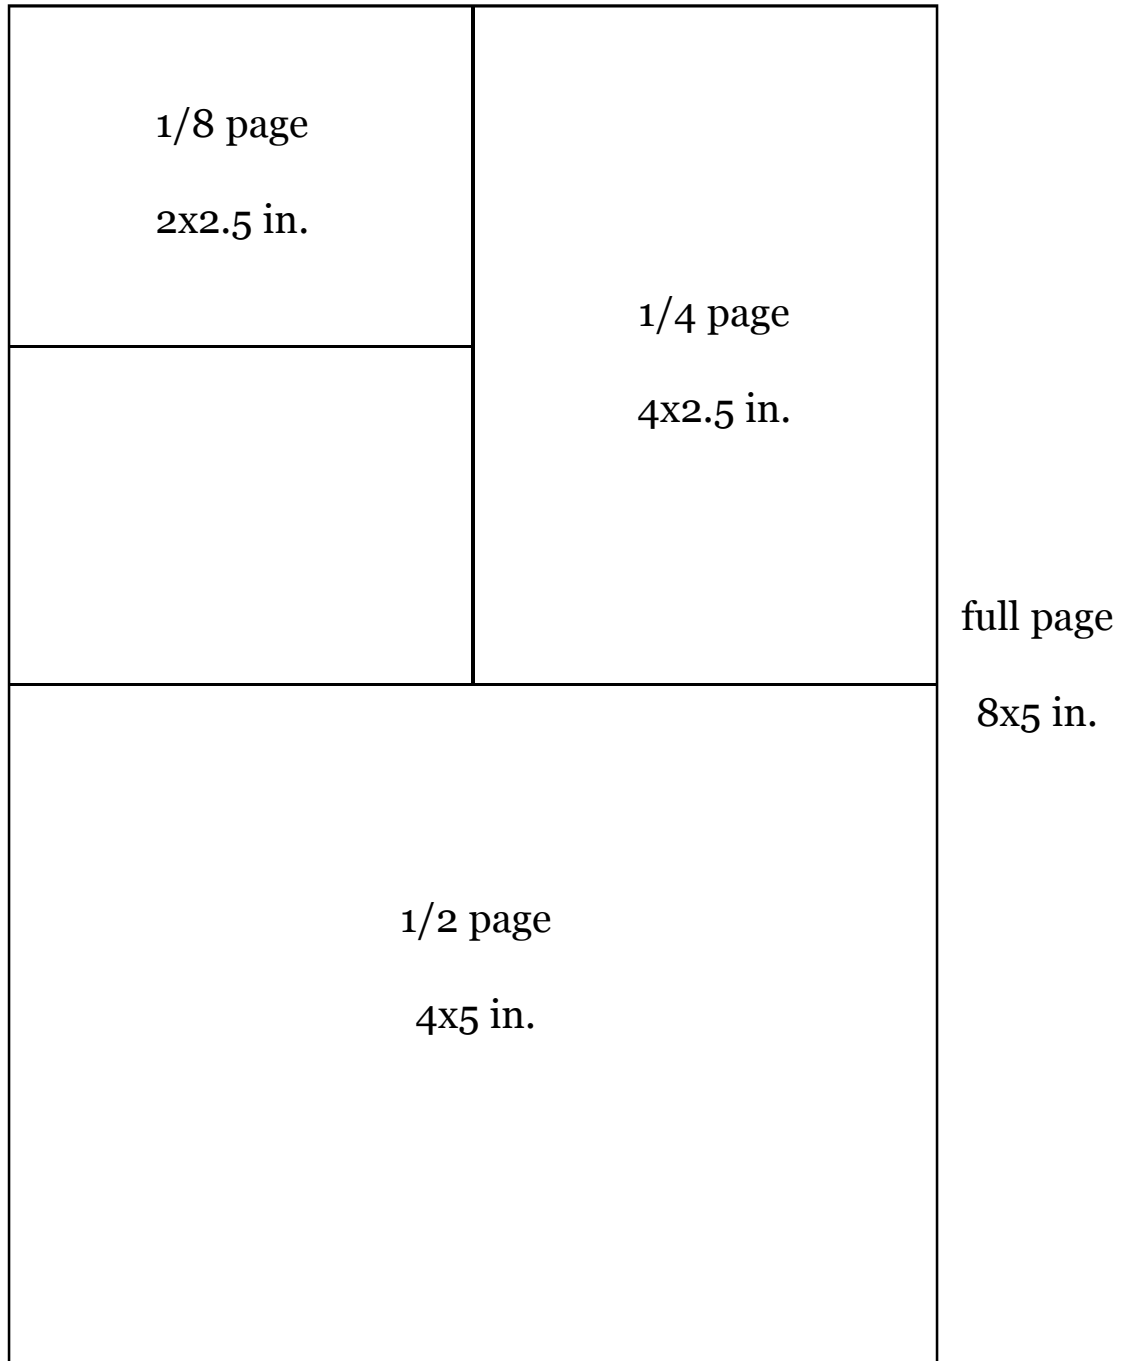 1/8 page
2x2.5 in.
1/4 page
4x2.5 in.
full page
8x5 in.
1/2 page
4x5 in.